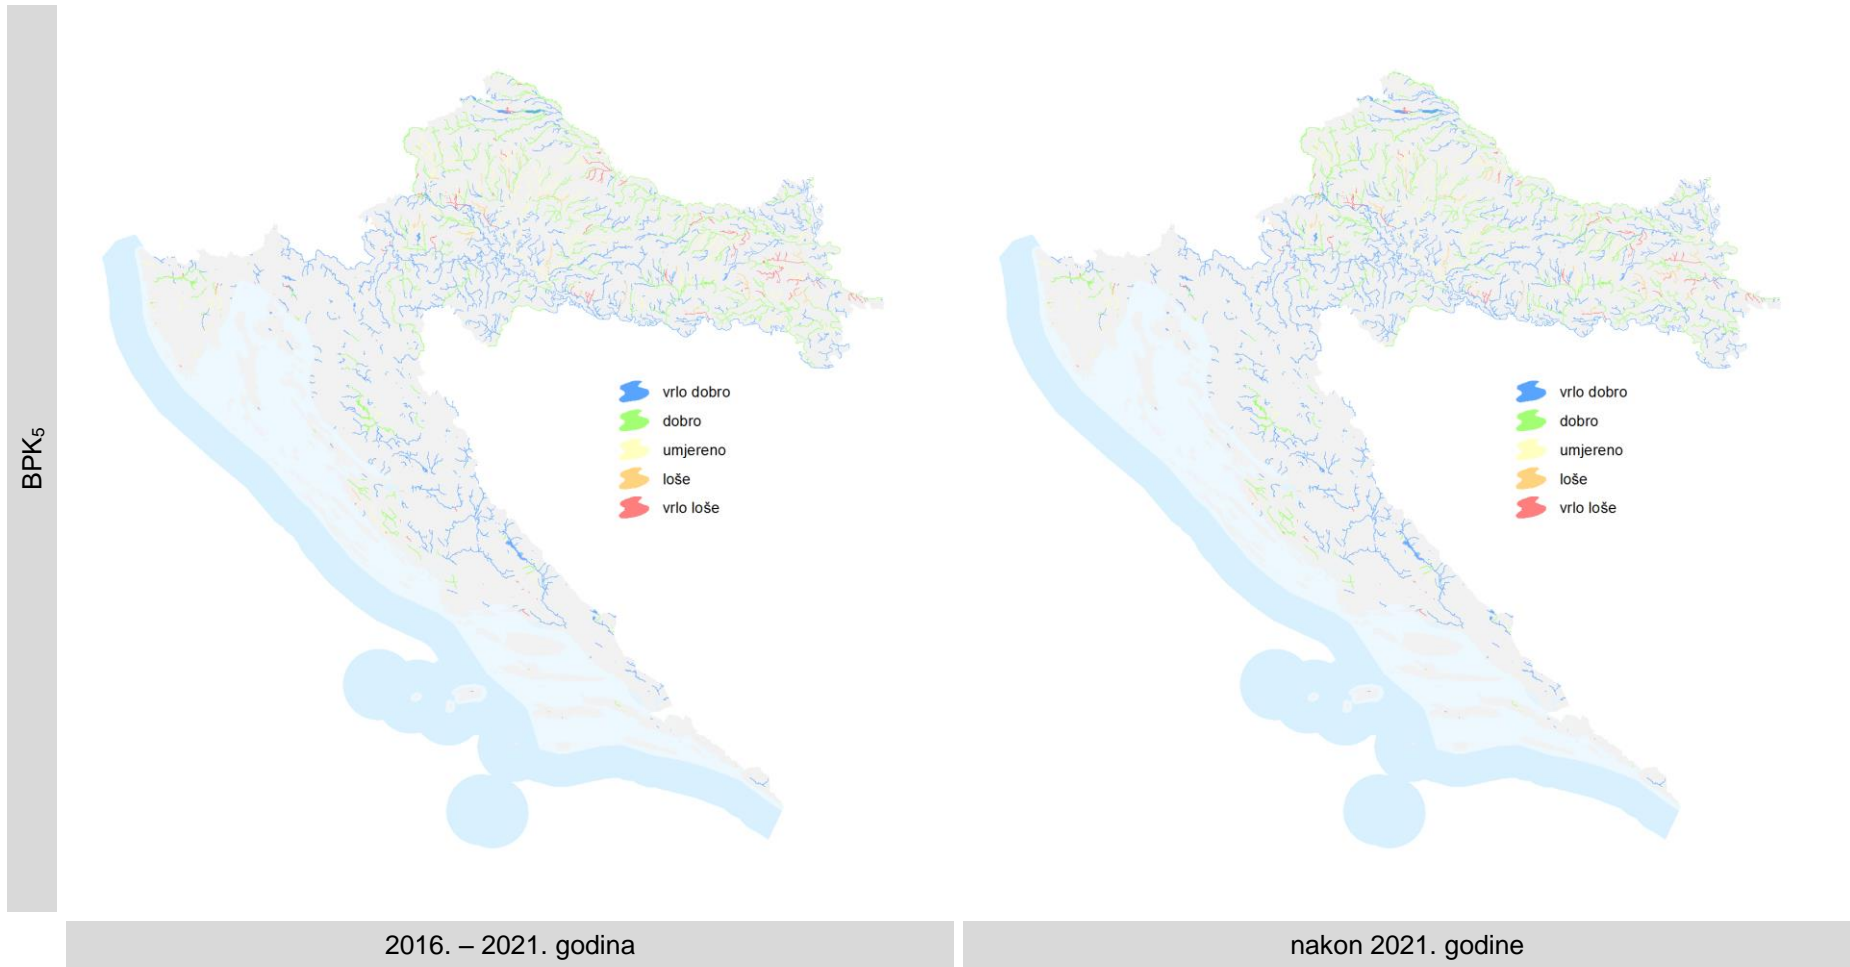 BPK₅
vrlo dobro
dobro
umjereno
loše
vrlo loše
vrlo dobro
dobro
umjereno
loše
vrlo loše
2016. – 2021. godina
nakon 2021. godine